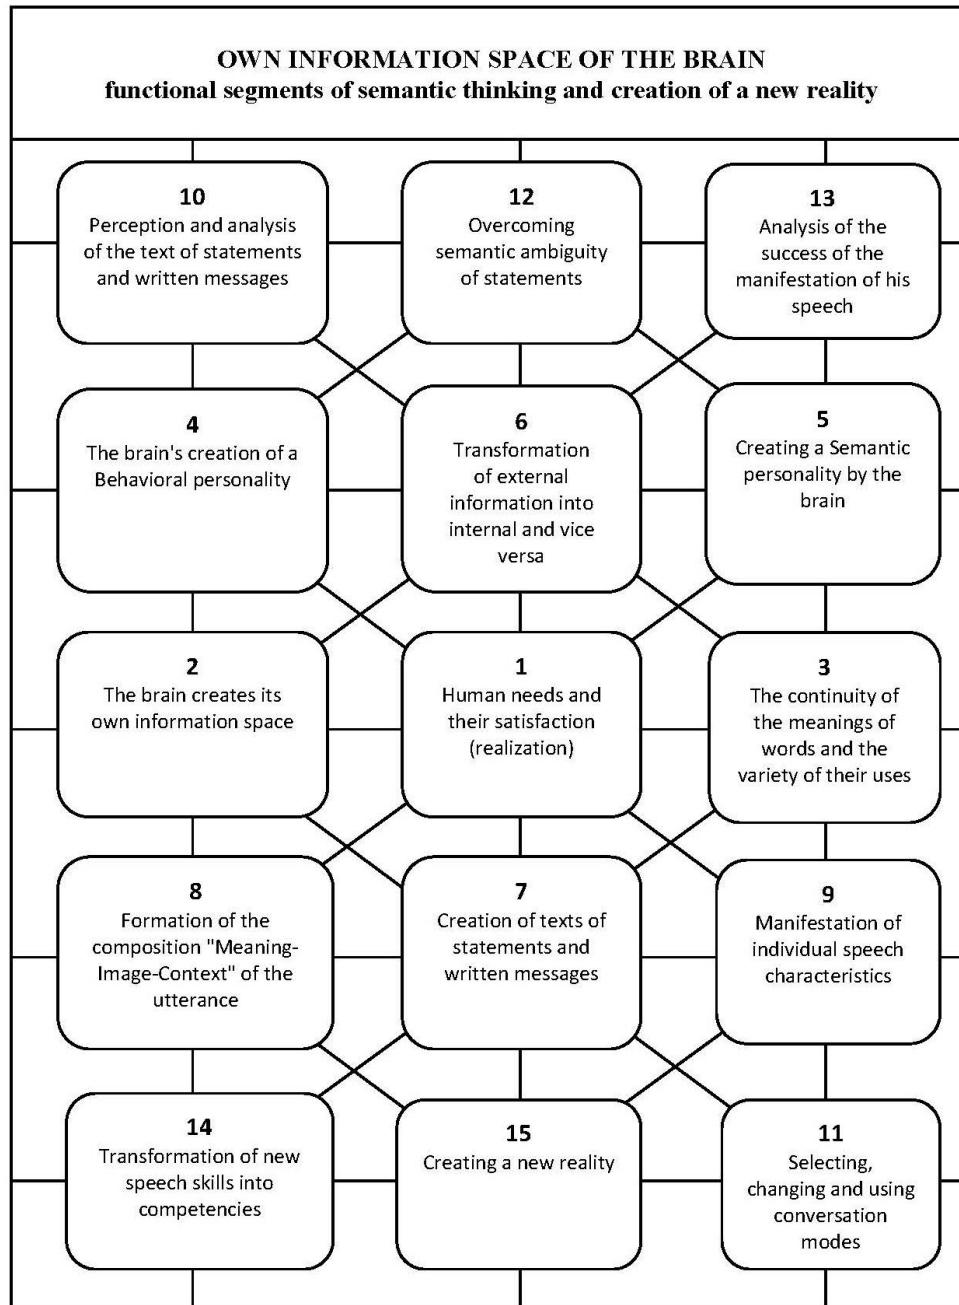 OWN INFORMATION SPACE OF THE BRAIN
functional segments of semantic thinking and creation of a new reality
10
Perception and analysis
of the text of statements
and written messages
12
Overcoming
semantic ambiguity
of statements
13
Analysis of the
success of the
manifestation of his
speech
4
The brain's creation of a
Behavioral personality
6
Transformation
of external
information into
internal and vice
versa
5
Creating a Semantic
personality by the
brain
2
The brain creates its
own information space
1
Human needs and
their satisfaction
(realization)
3
The continuity of
the meanings of
words and the
variety of their uses
8
Formation of the
composition "Meaning-
Image-Context" of the
utterance
7
Creation of texts of
statements and
written messages
9
Manifestation of
individual speech
characteristics
14
Transformation of new
speech skills into
competencies
15
Creating a new reality
11
Selecting,
changing and using
conversation
modes